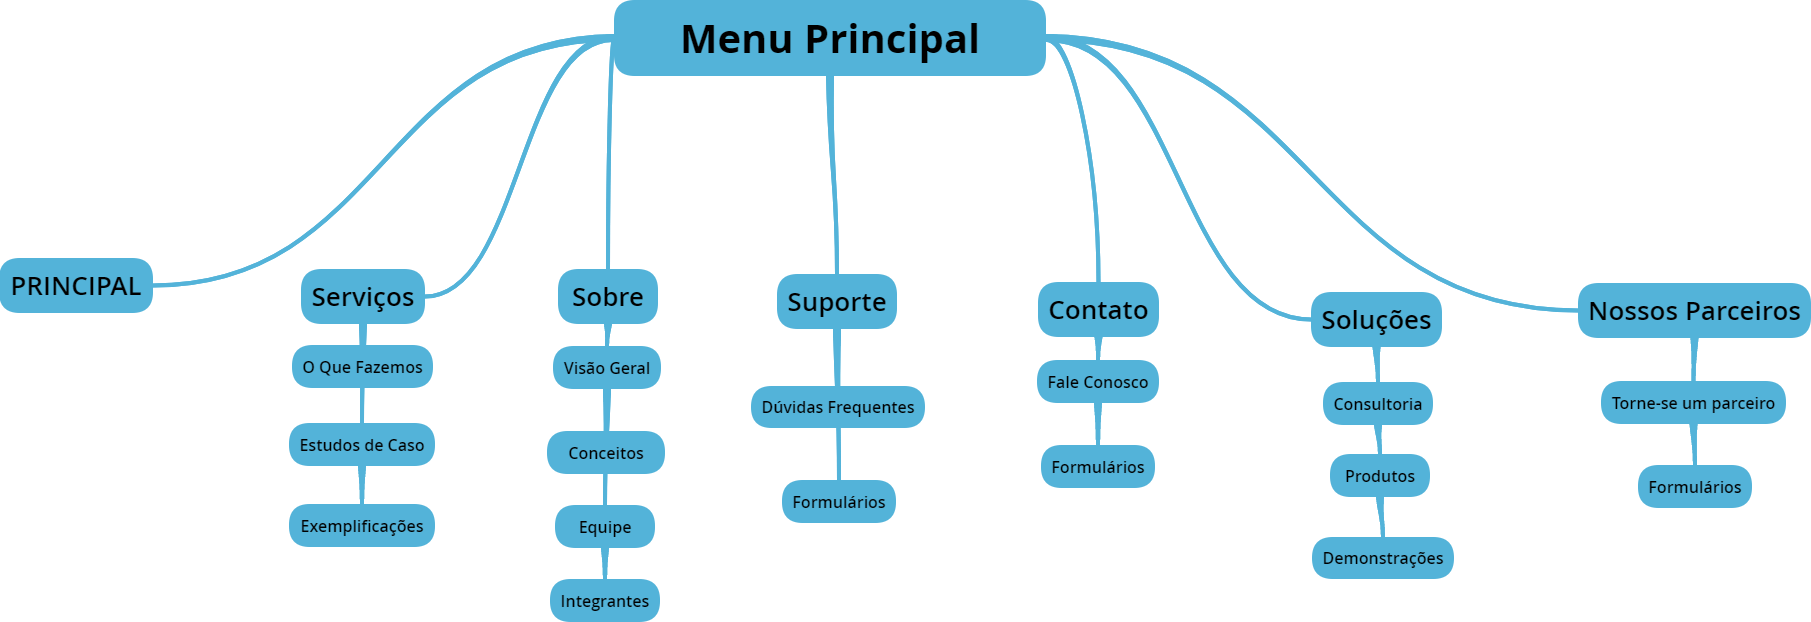 Menu Principal
PRINCIPAL
Serviços
O Que Fazemos
Estudos de Caso
Exemplificações
Sobre
Visão Geral
Conceitos
Equipe
Integrantes
Suporte
Dúvidas Frequentes
Formulários
Contato
Fale Conosco
Formulários
Soluções
Consultoria
Produtos
Demonstrações
Nossos Parceiros
Torne-se um parceiro
Formulários